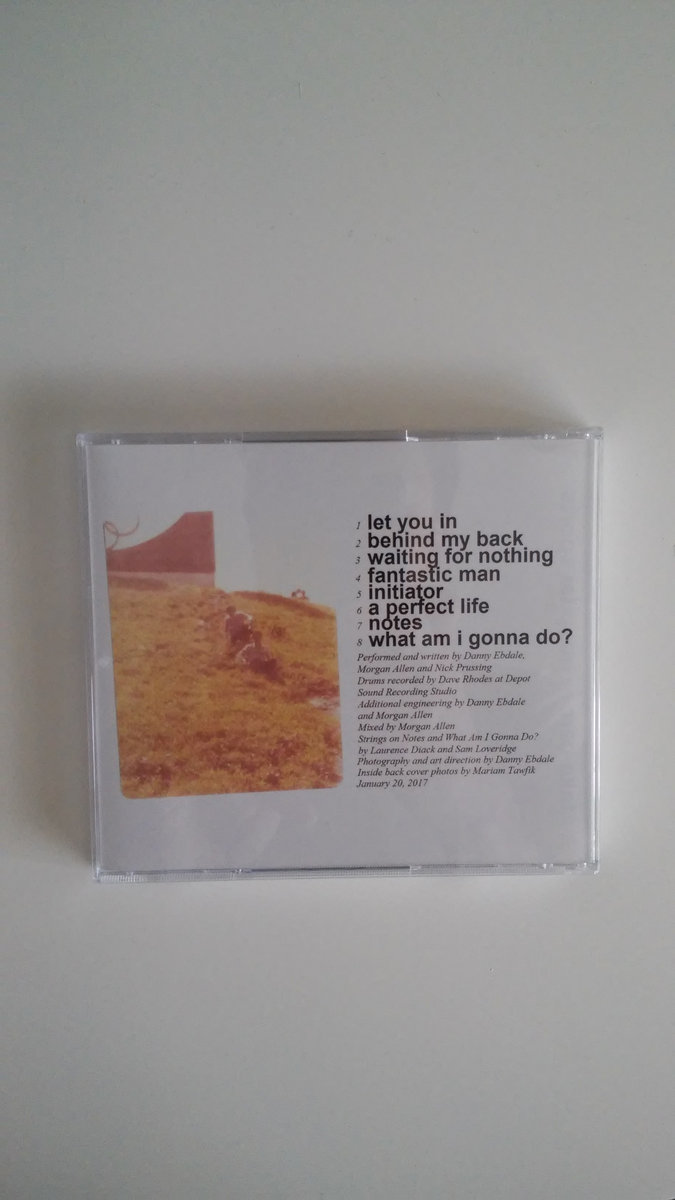 1 let you in
2 behind my back
3 waiting for nothing
4 fantastic man
5 initiator
6 a perfect life
7 notes
8 what am i gonna do?
Performed and written by Danny Ebdale,
Morgan Allen and Nick Prussing
Drums recorded by Dave Rhodes at Depot
Sound Recording Studio
Additional engineering by Danny Ebdale
and Morgan Allen
Mixed by Morgan Allen
Strings on Notes and What Am I Gonna Do?
by Laurence Diack and Sam Loveridge
Photography and art direction by Danny Ebdale
Inside back cover photos by Mariam Tawfik
January 20, 2017